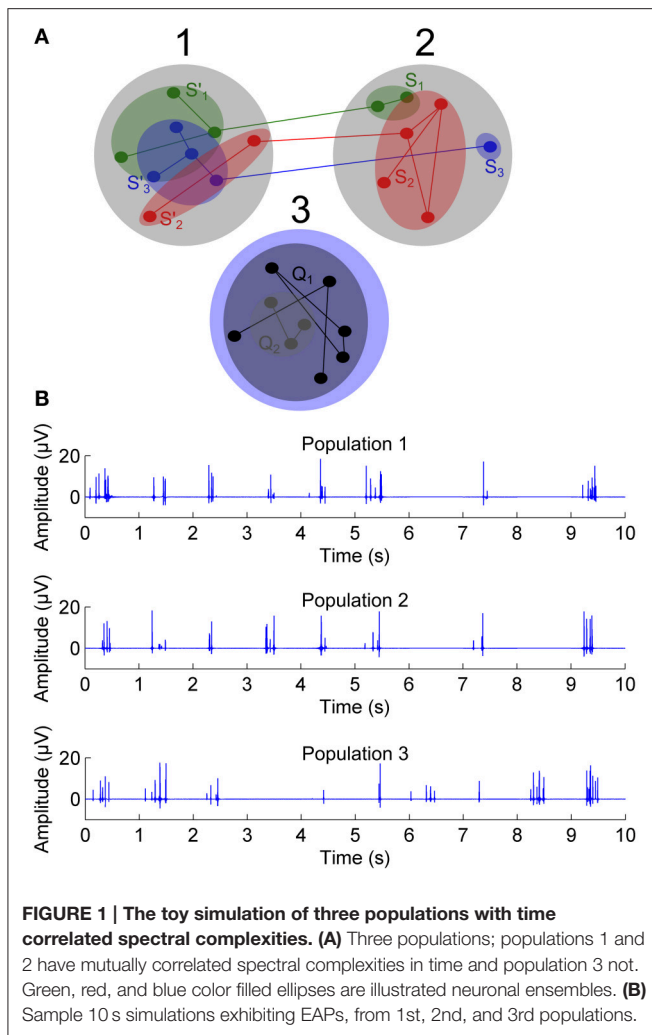 A
1
2
S'1
S'3
S'2
S1
S2
S3
3
Q1
Q2
B
Population 1
Amplitude (µV)
20
0
0 1 2 3 4 5 6 7 8 9 10
Time (s)
Population 2
Amplitude (µV)
20
0
0 1 2 3 4 5 6 7 8 9 10
Time (s)
Population 3
Amplitude (µV)
20
0
0 1 2 3 4 5 6 7 8 9 10
Time (s)
FIGURE 1 | The toy simulation of three populations with time
correlated spectral complexities. (A) Three populations; populations 1 and
2 have mutually correlated spectral complexities in time and population 3 not.
Green, red, and blue color filled ellipses are illustrated neuronal ensembles. (B)
Sample 10 s simulations exhibiting EAPs, from 1st, 2nd, and 3rd populations.